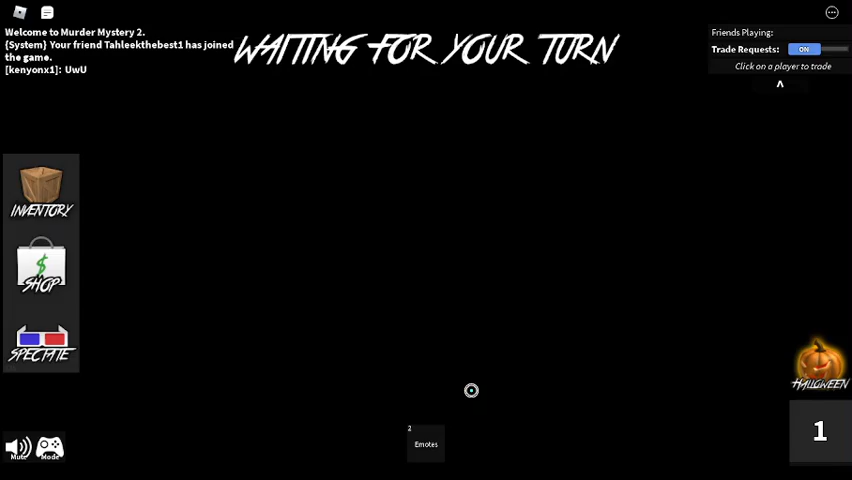 Welcome to Murder Mystery 2.
{System} Your friend Tahleekthebest1 has joined
the game.
[kenyonx1]: UwU
WAITING FOR YOUR TURN
Friends Playing:
Trade Requests: ON
Click on a player to trade
^
INVENTORY
$
SHOP
SPECTATE
HALLOWEEN
1
2
Emotes
Mute
Mode